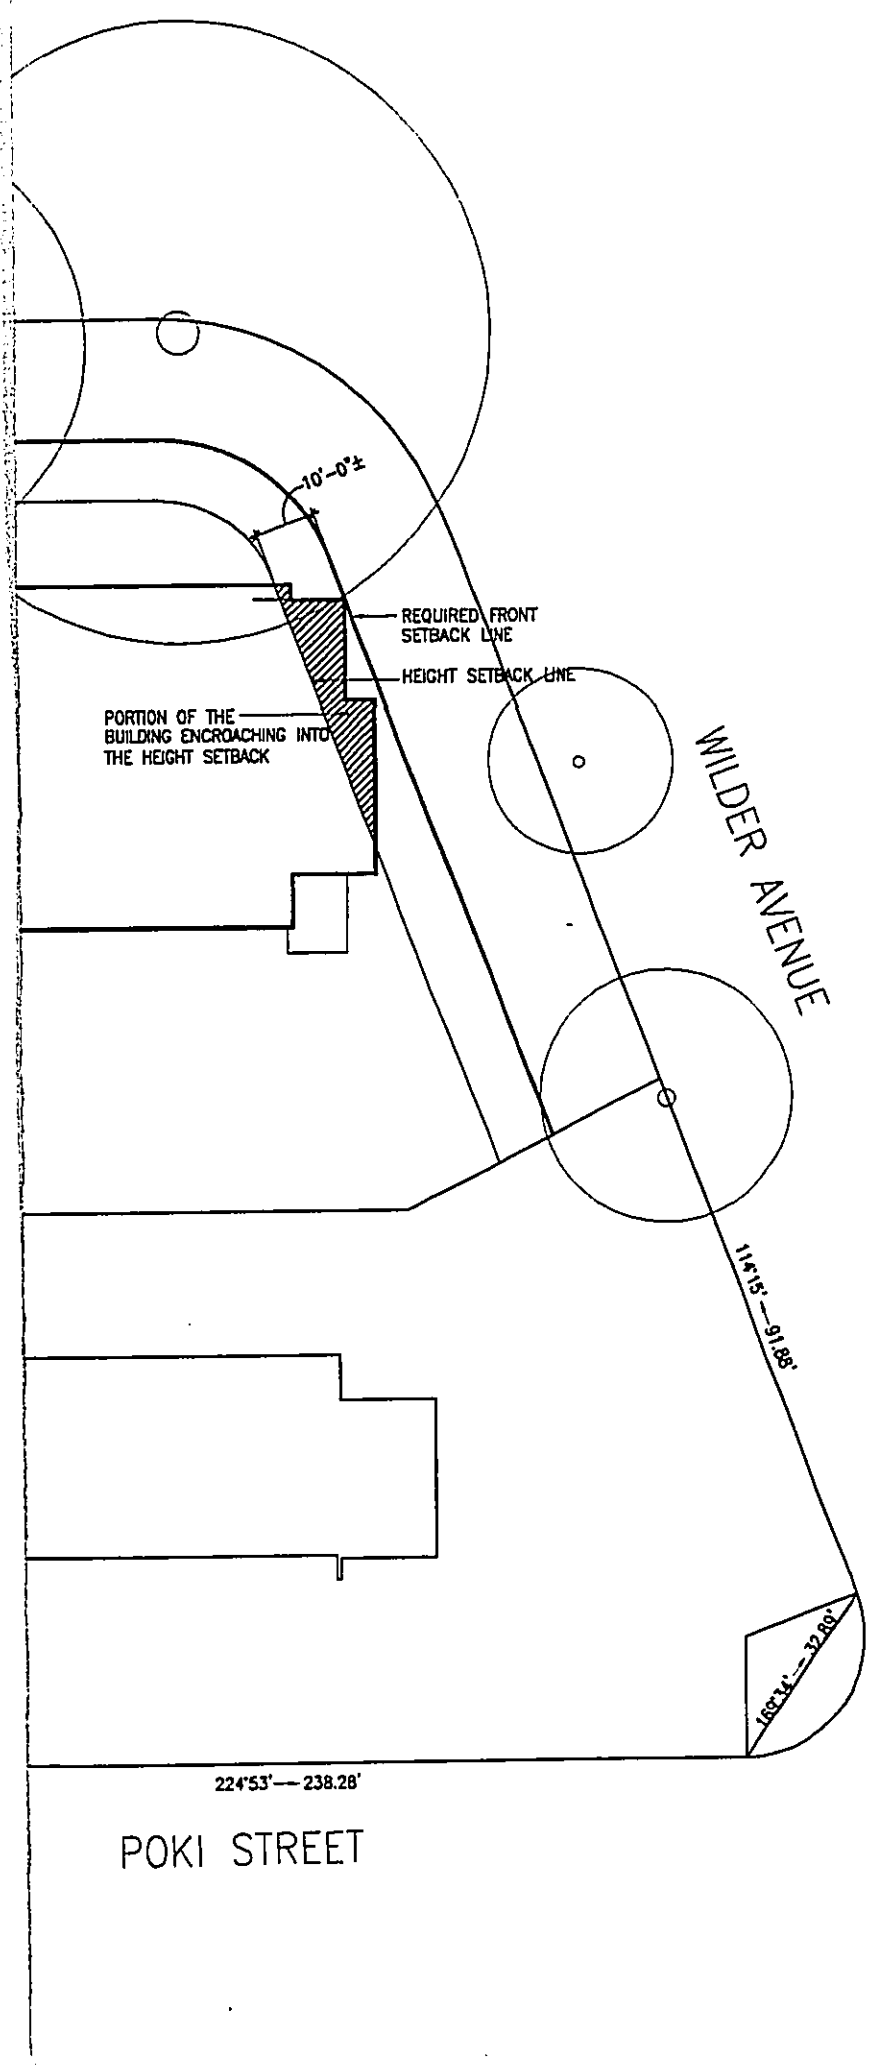 10'-0"±
REQUIRED FRONT
SETBACK LINE
HEIGHT SETBACK LINE
PORTION OF THE
BUILDING ENCROACHING INTO
THE HEIGHT SETBACK
WILDER AVENUE
114°15'—91.88'
169°34'—32.89'
224°53'—238.28'
POKI STREET